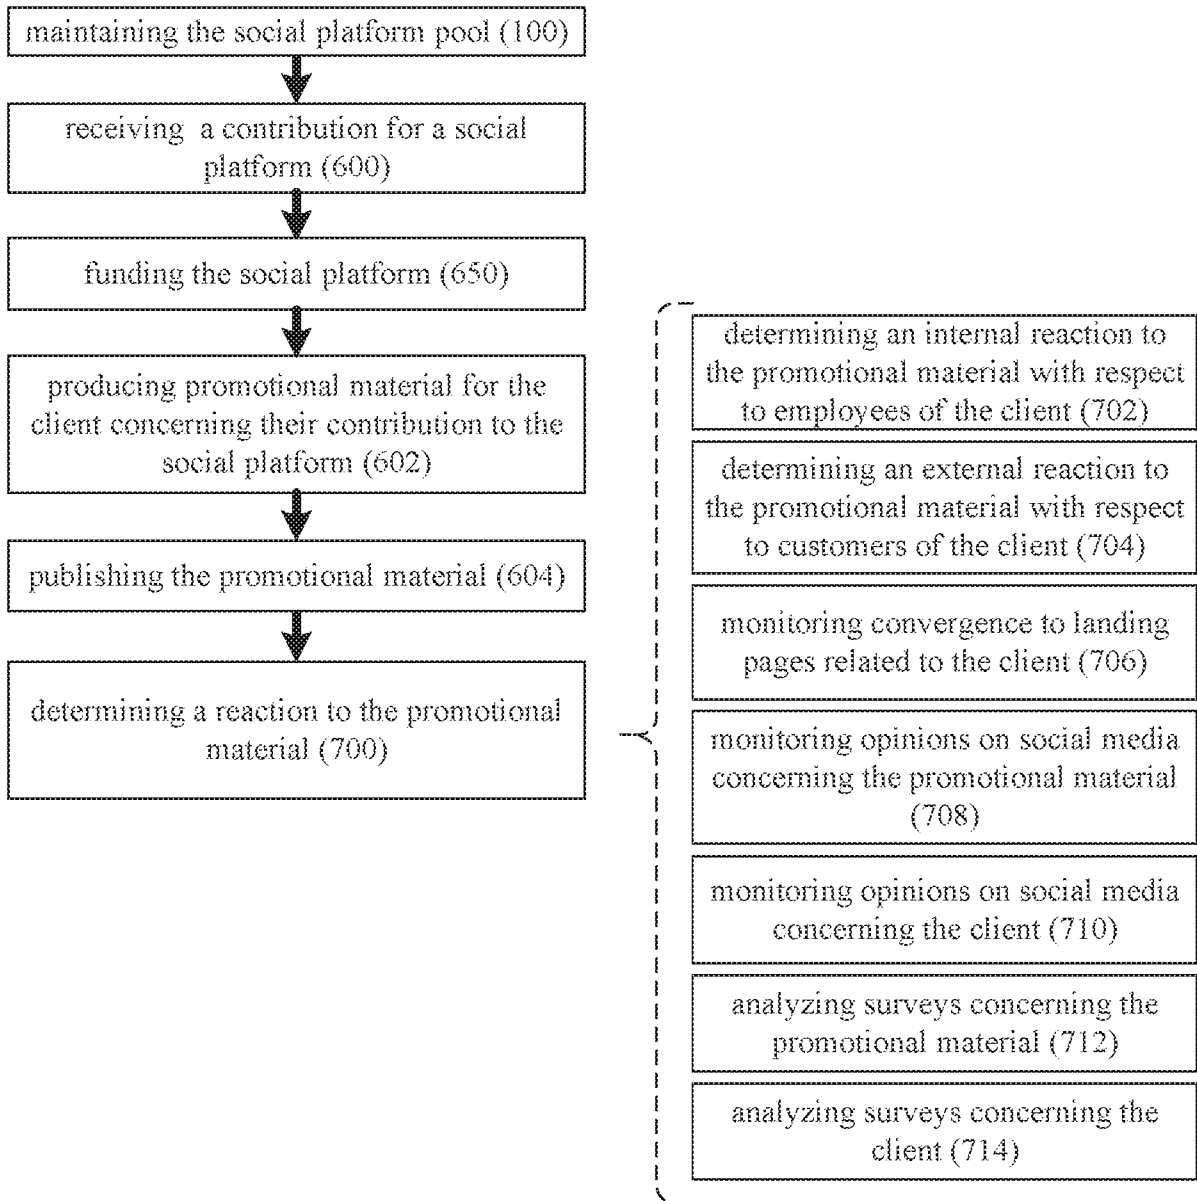 maintaining the social platform pool (100)
receiving a contribution for a social
platform (600)
funding the social platform (650)
producing promotional material for the
client concerning their contribution to the
social platform (602)
publishing the promotional material (604)
determining a reaction to the promotional
material (700)
determining an internal reaction to
the promotional material with respect
to employees of the client (702)
determining an external reaction to
the promotional material with respect
to customers of the client (704)
monitoring convergence to landing
pages related to the client (706)
monitoring opinions on social media
concerning the promotional material
(708)
monitoring opinions on social media
concerning the client (710)
analyzing surveys concerning the
promotional material (712)
analyzing surveys concerning the
client (714)